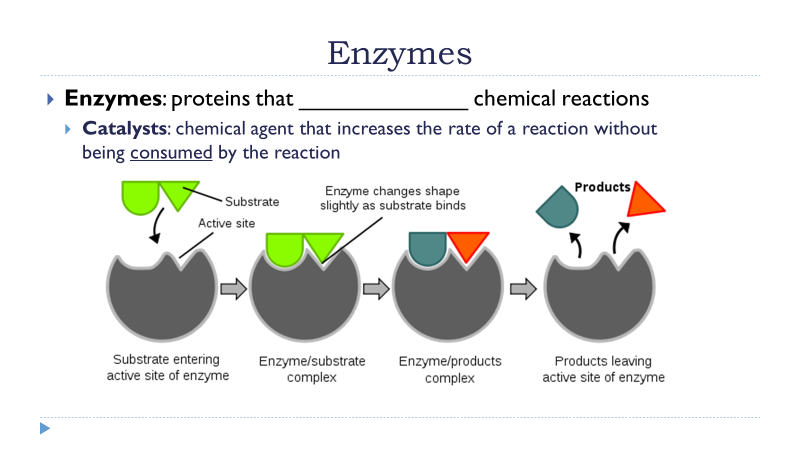 Enzymes
Enzymes: proteins that ______________ chemical reactions
Catalysts: chemical agent that increases the rate of a reaction without
being consumed by the reaction
Substrate
Active site
Enzyme changes shape
slightly as substrate binds
Products
Substrate entering
active site of enzyme
Enzyme/substrate
complex
Enzyme/products
complex
Products leaving
active site of enzyme